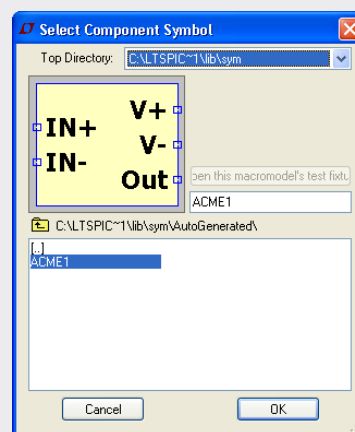 Select Component Symbol
Top Directory: C:\LTSPIC~1\lib\sym
IN+ V+
IN- V-
Out
pen this macromodel's test fixtu
ACME1
C:\LTSPIC~1\lib\sym\AutoGenerated\
[..]
ACME1
Cancel OK